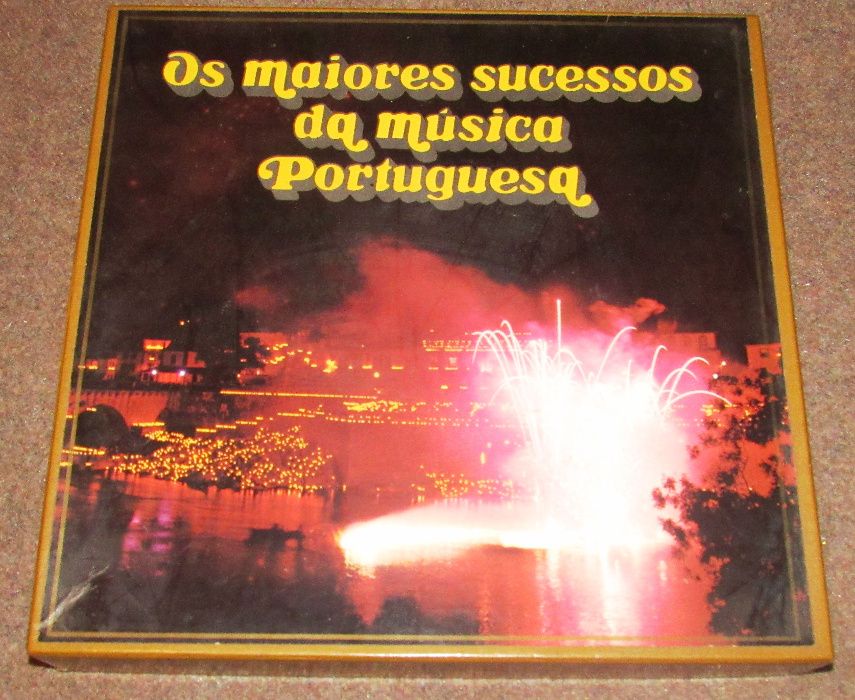 Os maiores sucessos
da música
Portuguesa